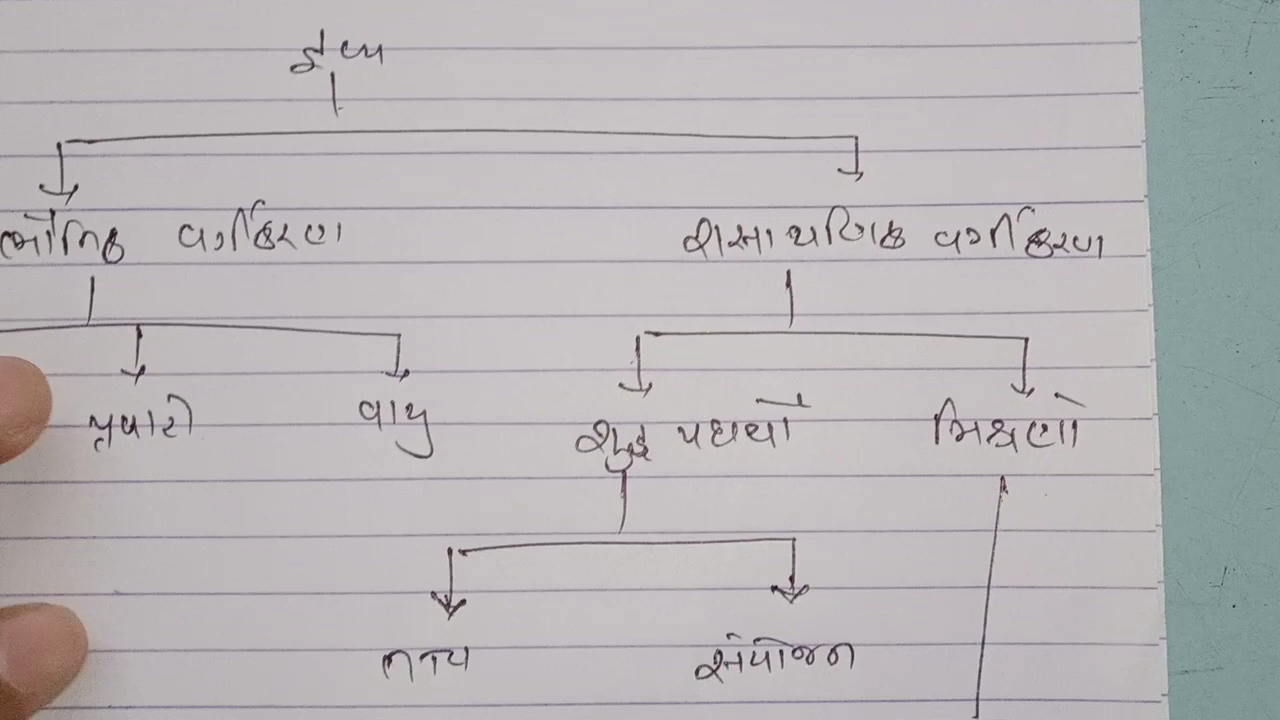 દ્રવ્ય
ભૌતિક વર્ગીકરણ રાસાયણિક વર્ગીકરણ
પ્રવાહી વાયુ શુદ્ધ પદાર્થો મિશ્રણો
તત્વ સંયોજન